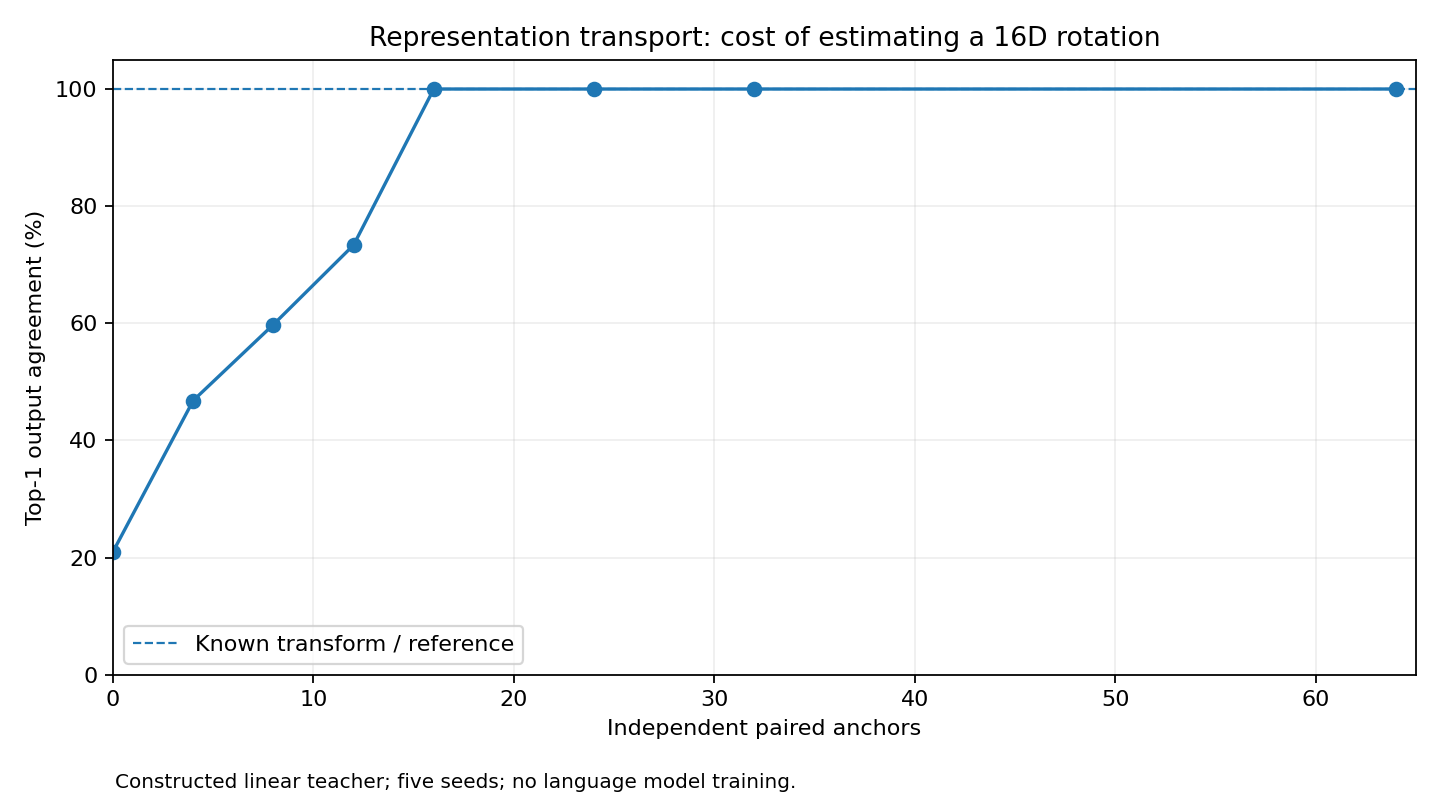 Representation transport: cost of estimating a 16D rotation
Top-1 output agreement (%)
100
80
60
40
20
0
Known transform / reference
0 10 20 30 40 50 60
Independent paired anchors
Constructed linear teacher; five seeds; no language model training.